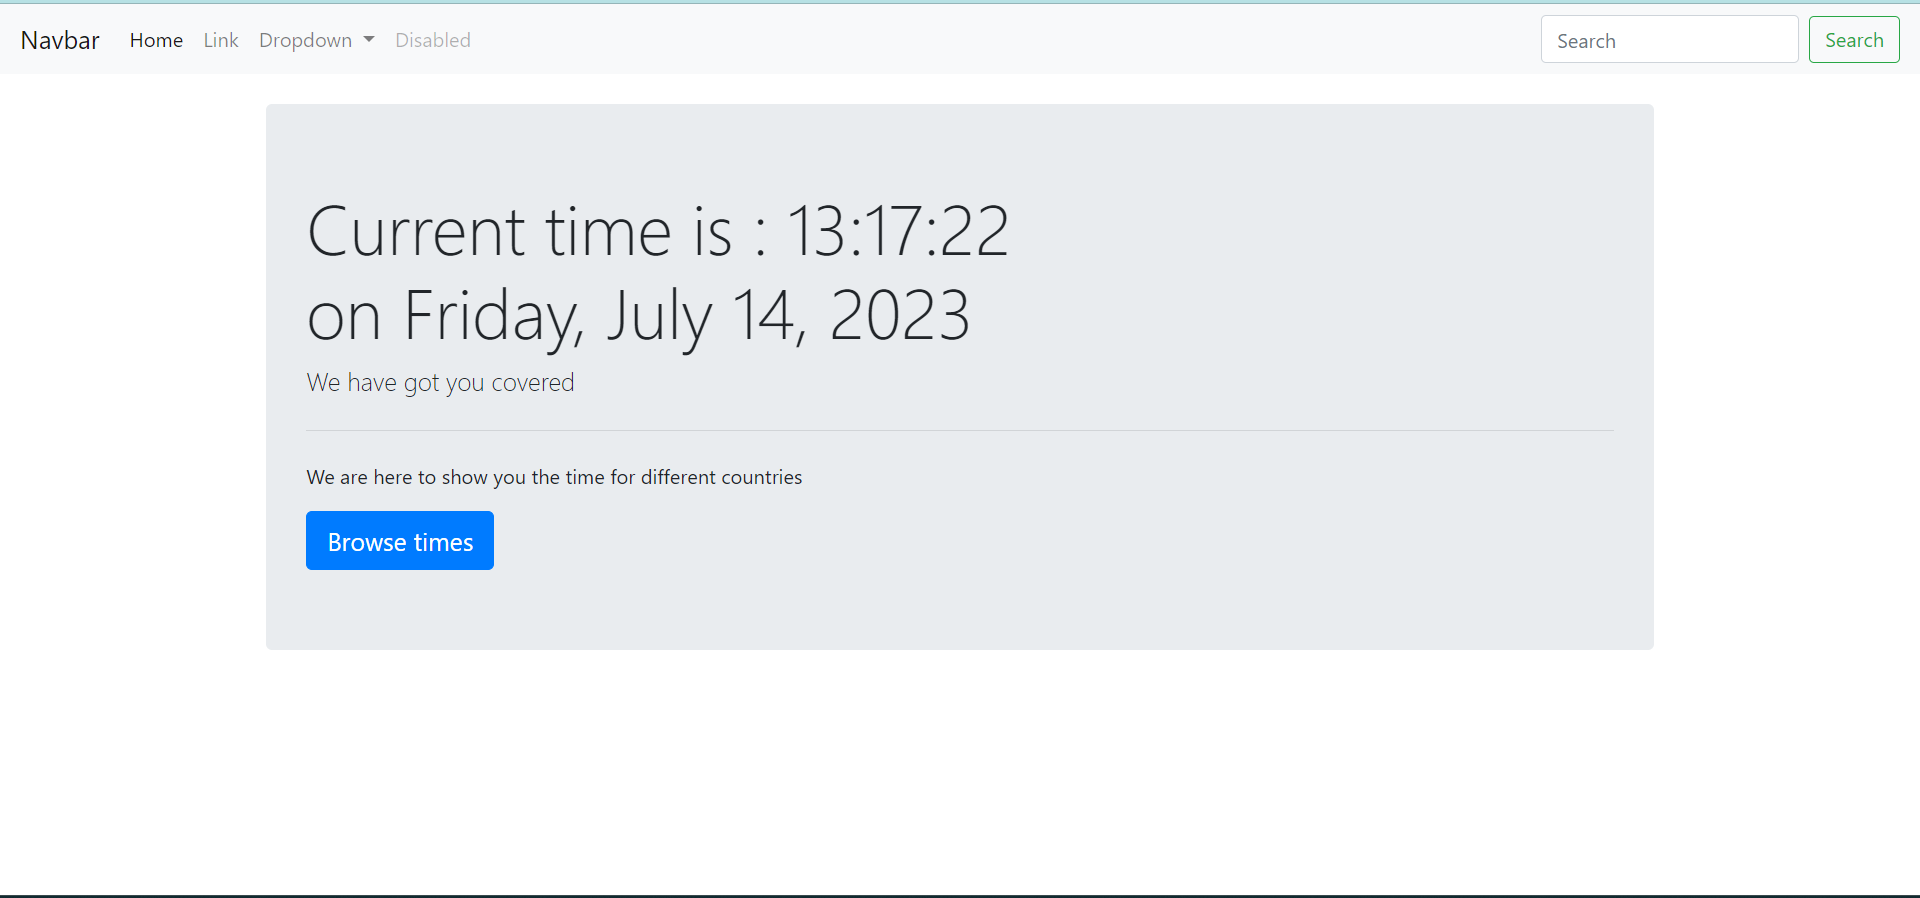 Navbar Home Link Dropdown Disabled Search Search
Current time is : 13:17:22
on Friday, July 14, 2023
We have got you covered
We are here to show you the time for different countries
Browse times